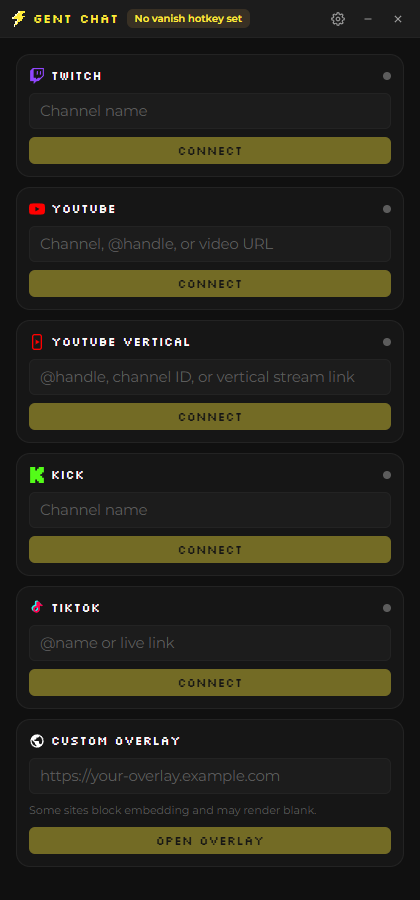 GENT CHAT No vanish hotkey set
TWITCH
Channel name
CONNECT
YOUTUBE
Channel, @handle, or video URL
CONNECT
YOUTUBE VERTICAL
@handle, channel ID, or vertical stream link
CONNECT
KICK
Channel name
CONNECT
TIKTOK
@name or live link
CONNECT
CUSTOM OVERLAY
https://your-overlay.example.com
Some sites block embedding and may render blank.
OPEN OVERLAY